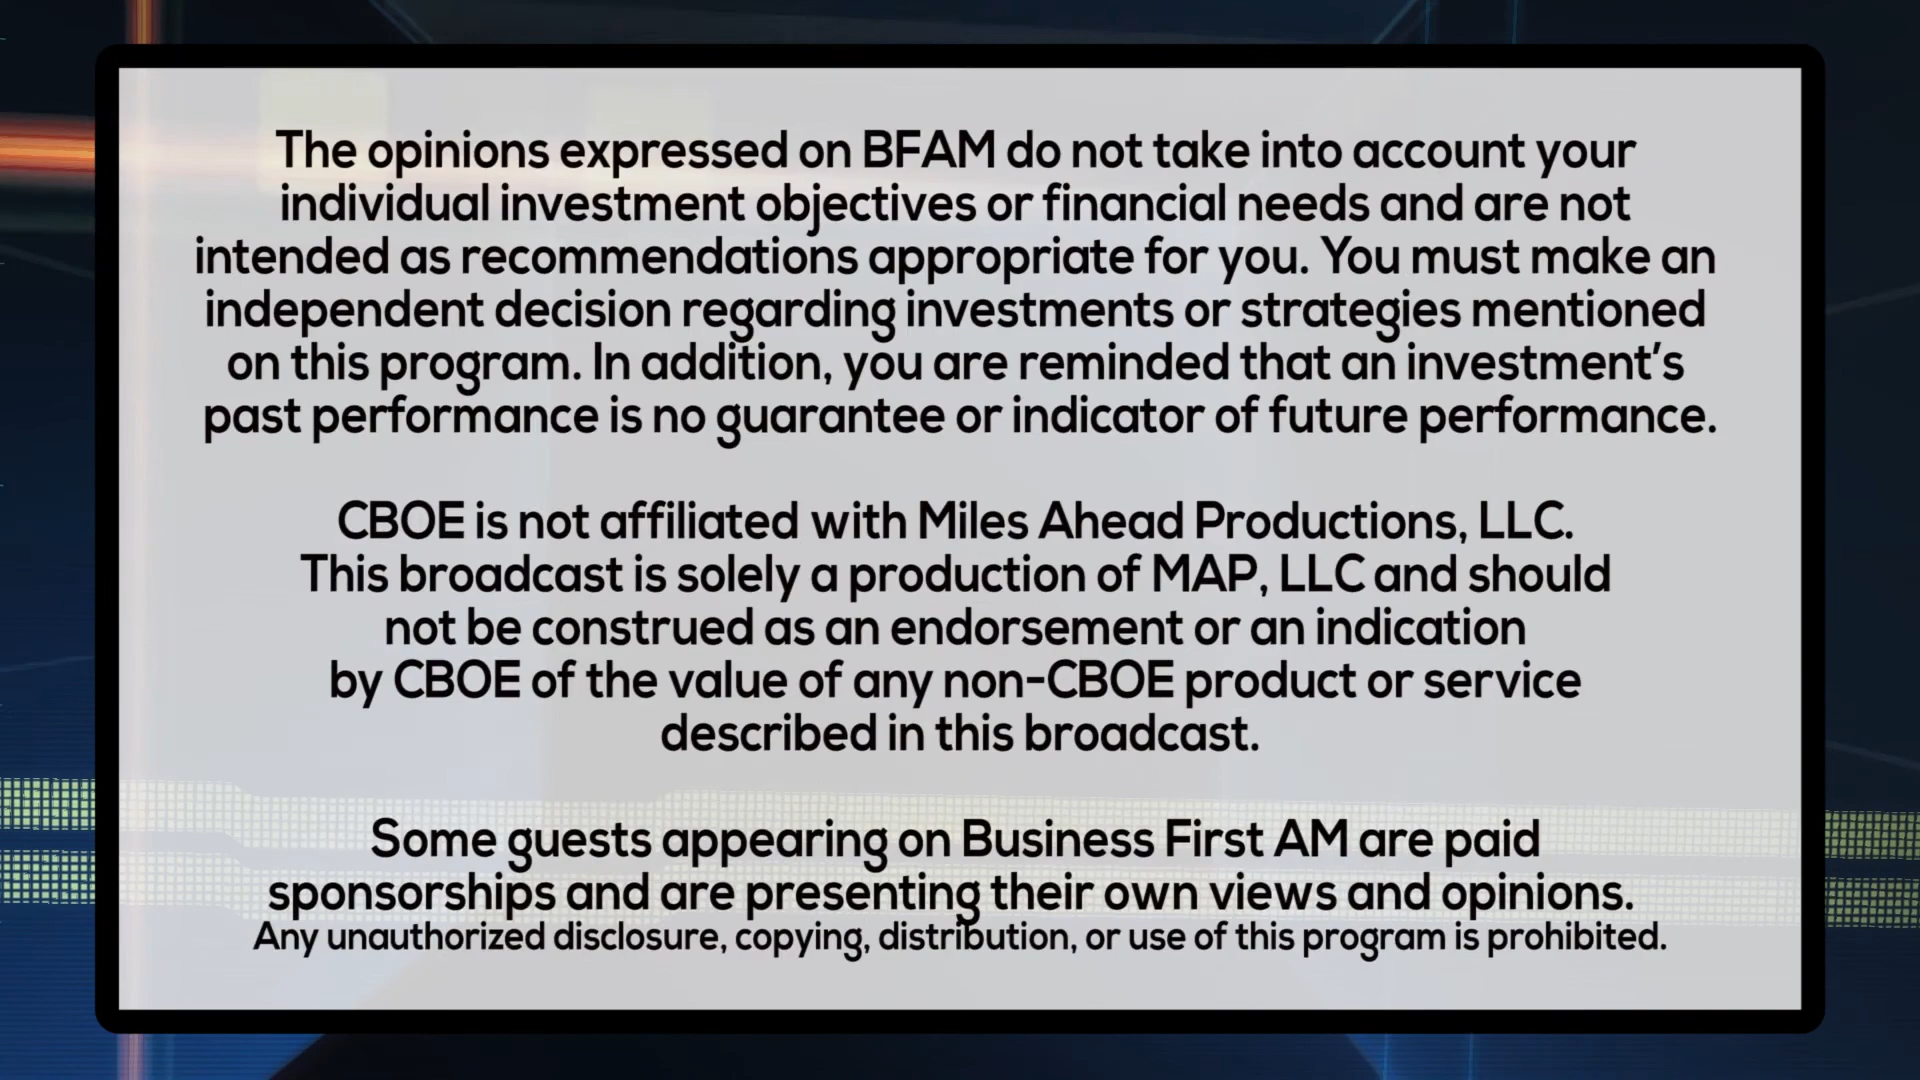 The opinions expressed on BFAM do not take into account your
individual investment objectives or financial needs and are not
intended as recommendations appropriate for you. You must make an
independent decision regarding investments or strategies mentioned
on this program. In addition, you are reminded that an investment’s
past performance is no guarantee or indicator of future performance.
CBOE is not affiliated with Miles Ahead Productions, LLC.
This broadcast is solely a production of MAP, LLC and should
not be construed as an endorsement or an indication
by CBOE of the value of any non-CBOE product or service
described in this broadcast.
Some guests appearing on Business First AM are paid
sponsorships and are presenting their own views and opinions.
Any unauthorized disclosure, copying, distribution, or use of this program is prohibited.